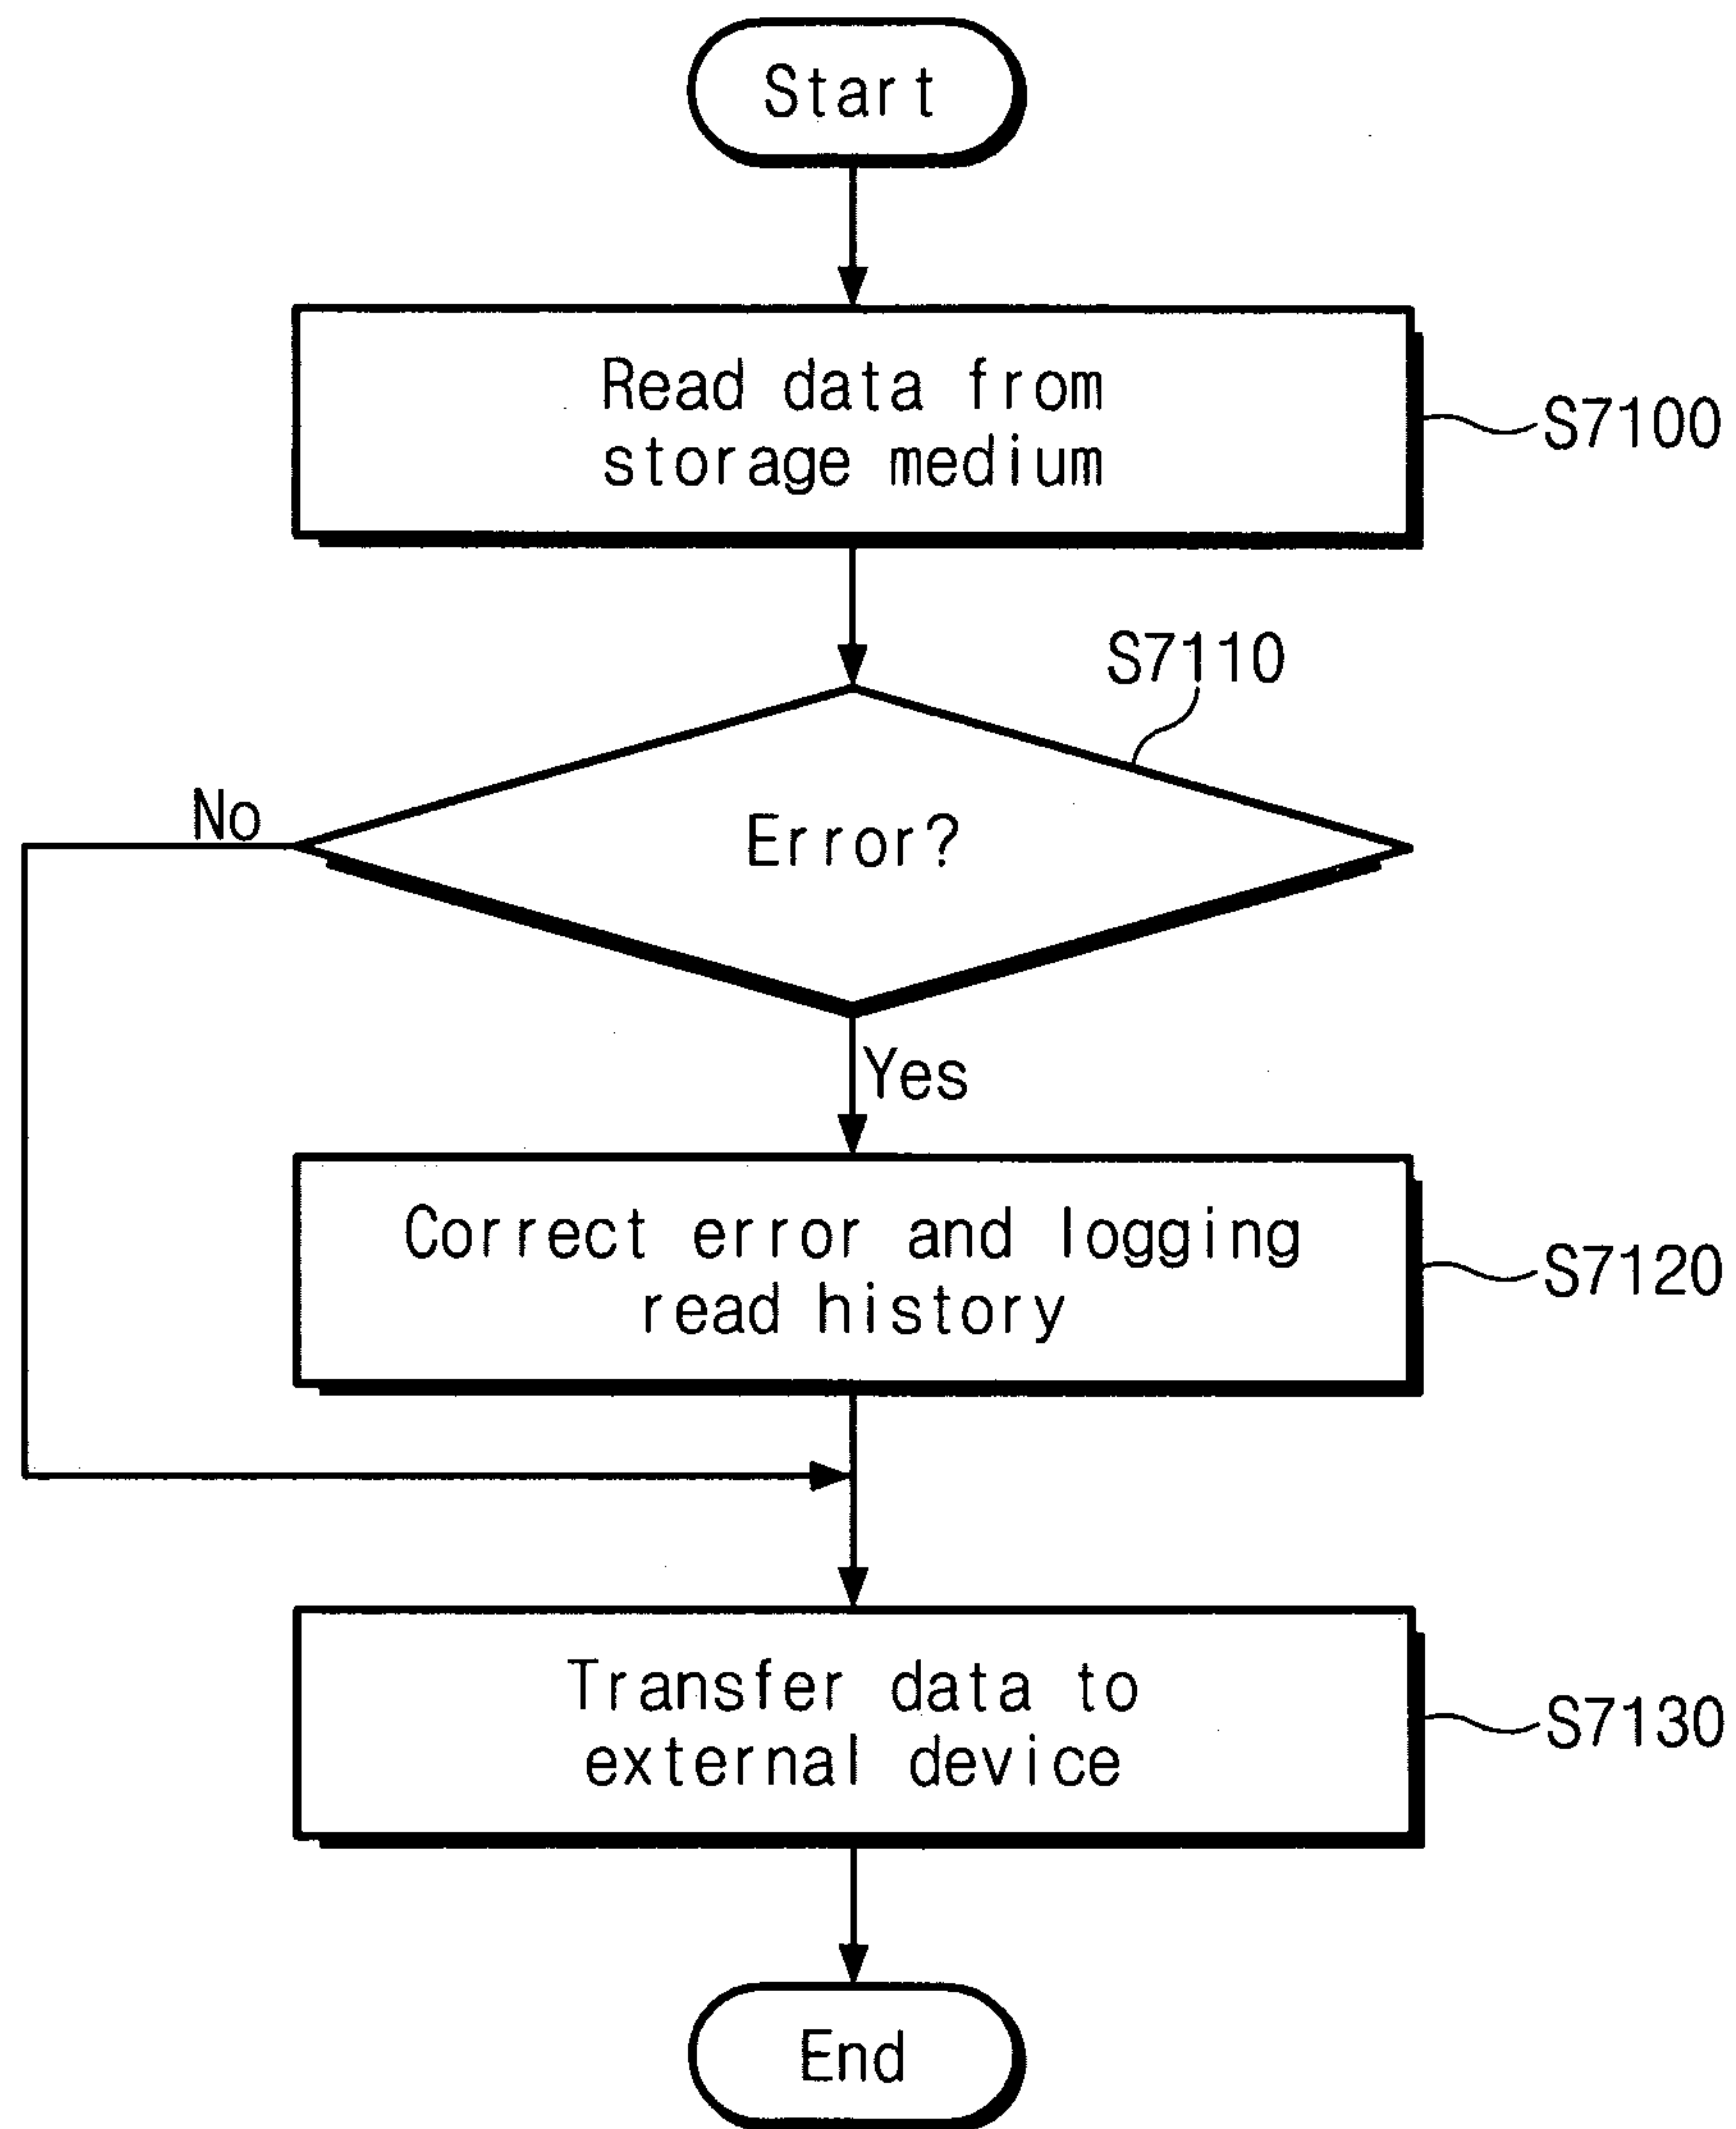 Start
Read data from
storage medium
S7100
S7110
Error?
No
Yes
Correct error and logging
read history
S7120
Transfer data to
external device
S7130
End